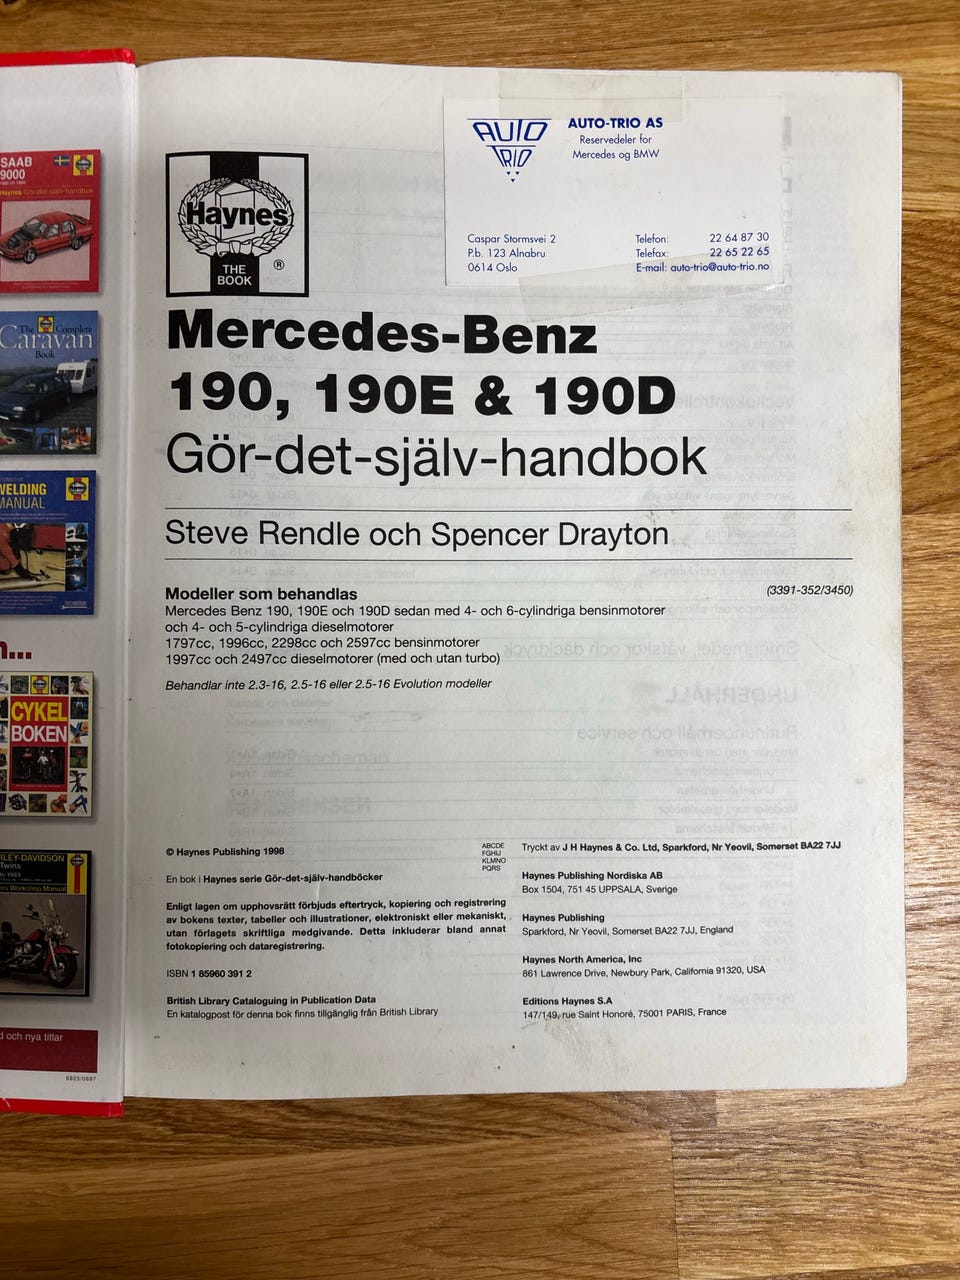 SAAB
9000
Haynes Gör-det-själv-handbok
The Complete
Caravan
Book
WELDING
MANUAL
n...
CYKEL
BOKEN
RLEY-DAVIDSON
Twins
ers Workshop Manual
d och nya titlar
6825/0697
AUTO
TRIO
AUTO-TRIO AS
Reservedeler for
Mercedes og BMW
Caspar Stormsvei 2
P.b. 123 Alnabru
0614 Oslo
Telefon: 22 64 87 30
Telefax: 22 65 22 65
E-mail: auto-trio@auto-trio.no
Haynes
®
THE
BOOK
Mercedes-Benz
190, 190E & 190D
Gör-det-själv-handbok
Steve Rendle och Spencer Drayton
Modeller som behandlas
(3391-352/3450)
Mercedes Benz 190, 190E och 190D sedan med 4- och 6-cylindriga bensinmotorer
och 4- och 5-cylindriga dieselmotorer
1797cc, 1996cc, 2298cc och 2597cc bensinmotorer
1997cc och 2497cc dieselmotorer (med och utan turbo)
Behandlar inte 2.3-16, 2.5-16 eller 2.5-16 Evolution modeller
© Haynes Publishing 1998
ABCDE
FGHIJ
KLMNO
PQRS
En bok i Haynes serie Gör-det-själv-handböcker
Enligt lagen om upphovsrätt förbjuds eftertryck, kopiering och registrering
av bokens texter, tabeller och illustrationer, elektroniskt eller mekaniskt,
utan förlagets skriftliga medgivande. Detta inkluderar bland annat
fotokopiering och dataregistrering.
ISBN 1 85960 391 2
British Library Cataloguing in Publication Data
En katalogpost för denna bok finns tillgänglig från British Library
Tryckt av J H Haynes & Co. Ltd, Sparkford, Nr Yeovil, Somerset BA22 7JJ
Haynes Publishing Nordiska AB
Box 1504, 751 45 UPPSALA, Sverige
Haynes Publishing
Sparkford, Nr Yeovil, Somerset BA22 7JJ, England
Haynes North America, Inc
861 Lawrence Drive, Newbury Park, California 91320, USA
Editions Haynes S.A
147/149, rue Saint Honoré, 75001 PARIS, France